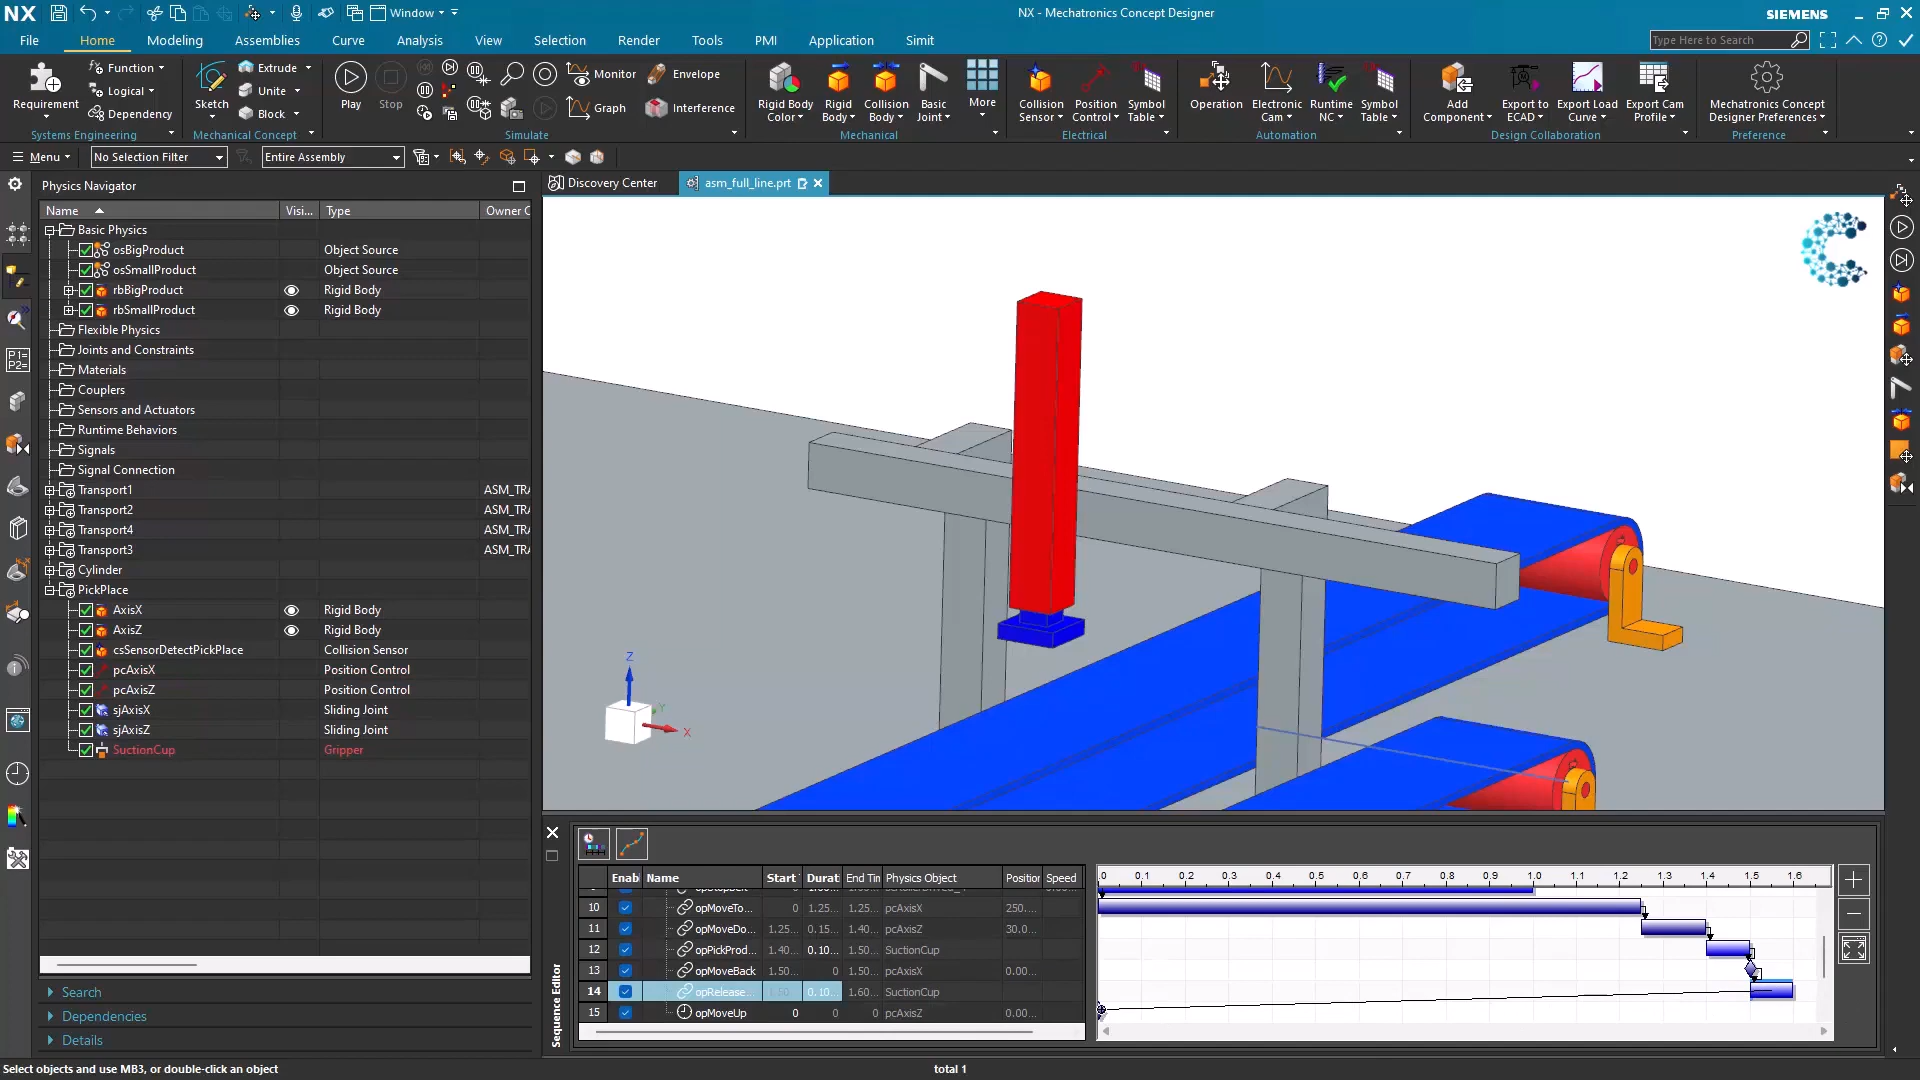 NX
Window
NX - Mechatronics Concept Designer
SIEMENS
File
Home
Modeling
Assemblies
Curve
Analysis
View
Selection
Render
Tools
PMI
Application
Simit
Type Here to Search
Requirement
Function
Logical
Dependency
Systems Engineering
Sketch
Extrude
Unite
Block
Mechanical Concept
Play
Stop
Monitor
Graph
Envelope
Interference
Simulate
Rigid Body
Color
Rigid
Body
Collision
Body
Basic
Joint
More
Mechanical
Collision
Sensor
Position
Control
Symbol
Table
Electrical
Operation
Electronic
Cam
Runtime
NC
Symbol
Table
Automation
Add
Component
Export to
ECAD
Export Load
Curve
Export Cam
Profile
Design Collaboration
Mechatronics Concept
Designer Preferences
Preference
Menu
No Selection Filter
Entire Assembly
Physics Navigator
Discovery Center
asm_full_line.prt
Name Visi... Type Owner C
Basic Physics
osBigProduct Object Source
osSmallProduct Object Source
rbBigProduct Rigid Body
rbSmallProduct Rigid Body
Flexible Physics
Joints and Constraints
Materials
Couplers
Sensors and Actuators
Runtime Behaviors
Signals
Signal Connection
Transport1 ASM_TRA
Transport2 ASM_TRA
Transport4 ASM_TRA
Transport3 ASM_TRA
Cylinder
PickPlace
AxisX Rigid Body
AxisZ Rigid Body
csSensorDetectPickPlace Collision Sensor
pcAxisX Position Control
pcAxisZ Position Control
sjAxisX Sliding Joint
sjAxisZ Sliding Joint
SuctionCup Gripper
Search
Dependencies
Details
P1=
P2=
Z
Y
X
Sequence Editor
Enab Name Start Durati End Tin Physics Object Position Speed
10 opMoveTo... 0 1.25... 1.25... pcAxisX 250....
11 opMoveDo... 1.25... 0.15... 1.40... pcAxisZ 30.0...
12 opPickProd... 1.40... 0.10... 1.50... SuctionCup
13 opMoveBack 1.50... 0 1.50... pcAxisX 0.00...
14 opRelease... 0.10... 1.60... SuctionCup
15 opMoveUp 0 0 0 pcAxisZ 0.00...
.0 0.1 0.2 0.3 0.4 0.5 0.6 0.7 0.8 0.9 1.0 1.1 1.2 1.3 1.4 1.5 1.6
Select objects and use MB3, or double-click an object
total 1